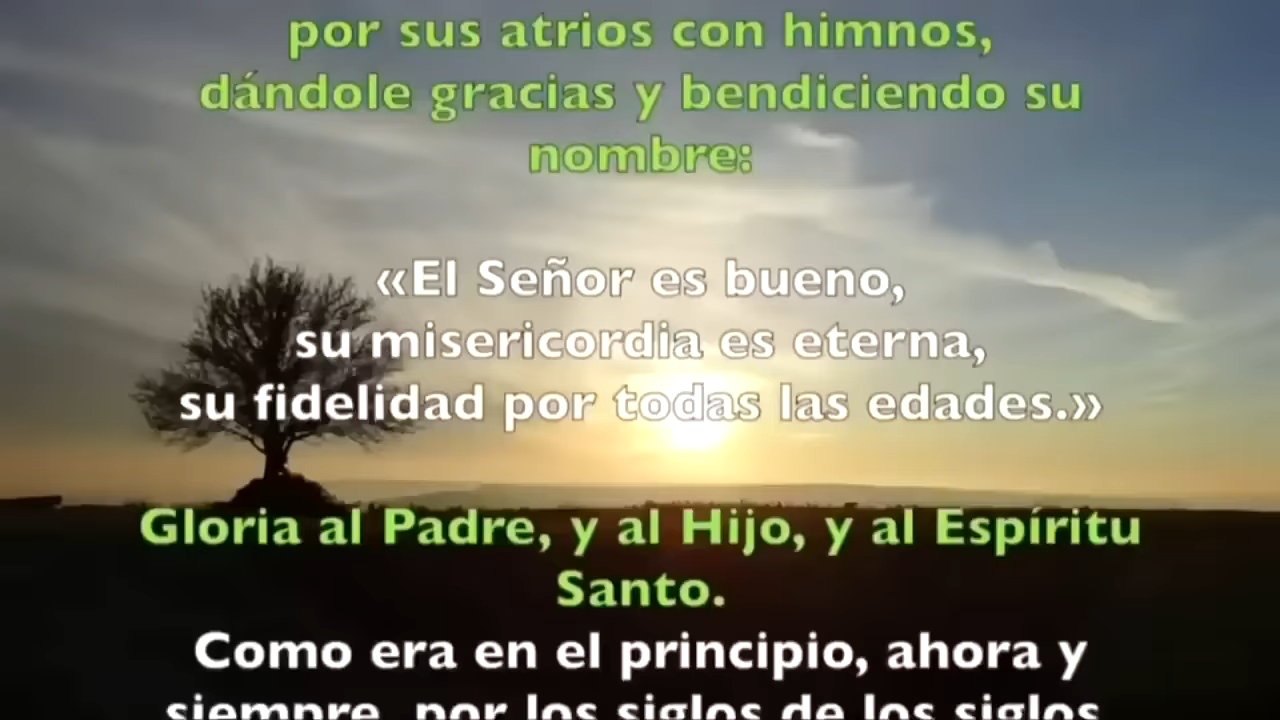 por sus atrios con himnos,
dándole gracias y bendiciendo su
nombre:
«El Señor es bueno,
su misericordia es eterna,
su fidelidad por todas las edades.»
Gloria al Padre, y al Hijo, y al Espíritu
Santo.
Como era en el principio, ahora y
siempre, por los siglos de los siglos